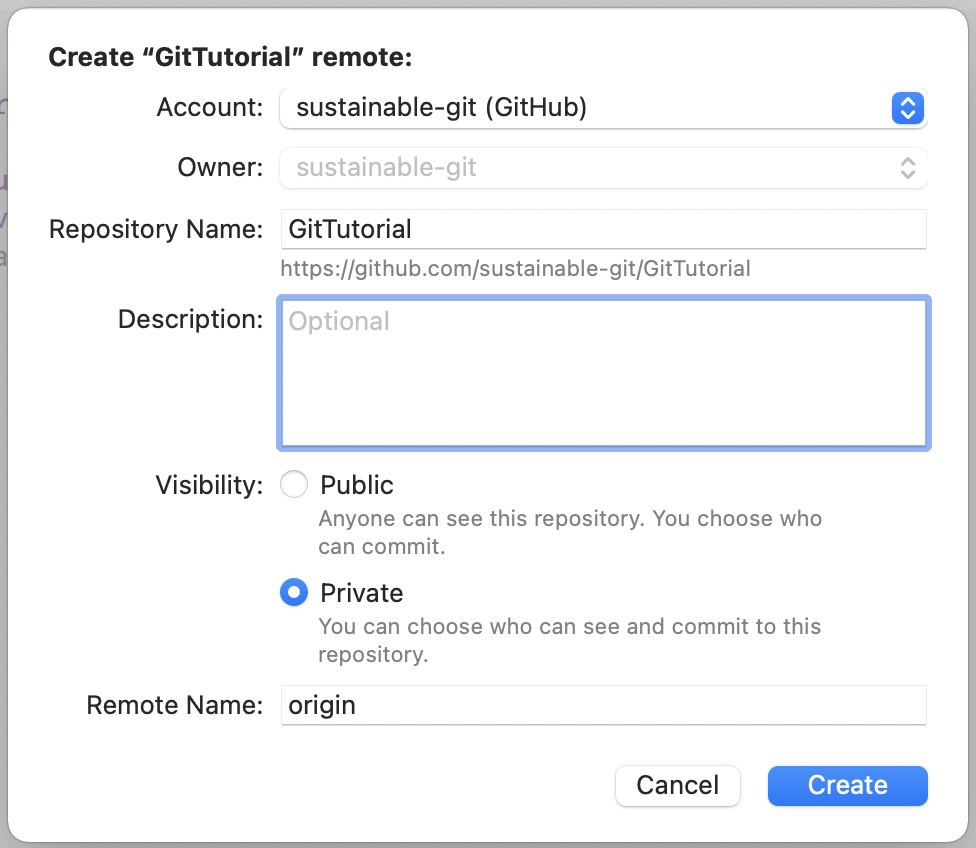 Create “GitTutorial” remote:
Account: sustainable-git (GitHub)
Owner: sustainable-git
Repository Name: GitTutorial
https://github.com/sustainable-git/GitTutorial
Description: Optional
Visibility: Public
Anyone can see this repository. You choose who
can commit.
Private
You can choose who can see and commit to this
repository.
Remote Name: origin
Cancel Create